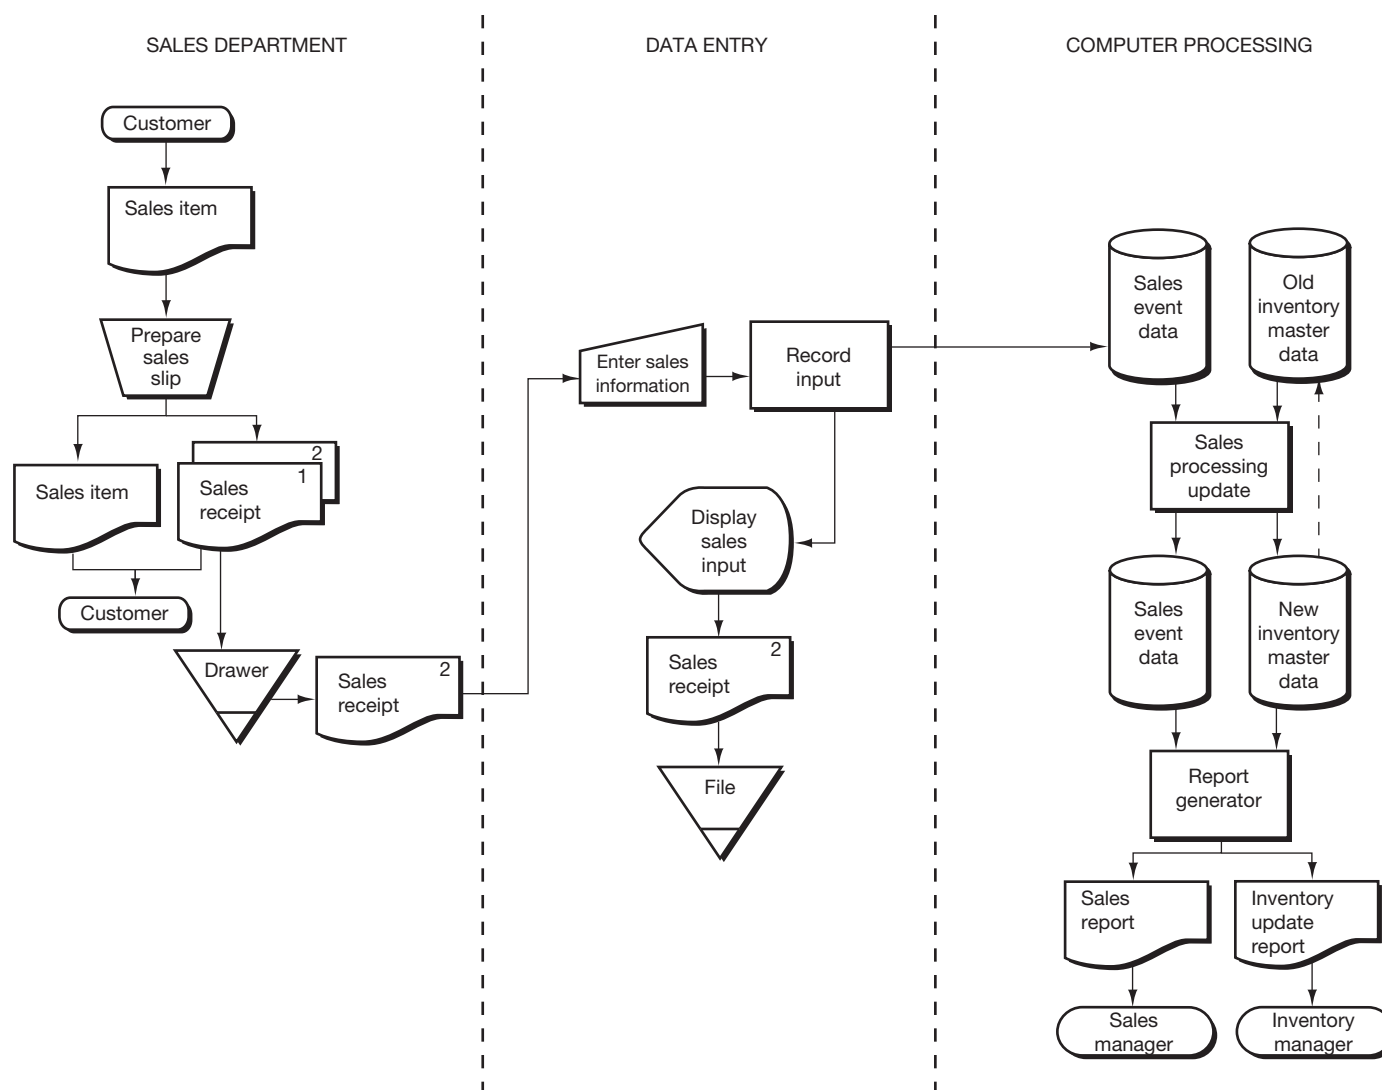 SALES DEPARTMENT
DATA ENTRY
COMPUTER PROCESSING
Customer
Sales item
Prepare
sales
slip
Sales item
2
1
Sales
receipt
Customer
Drawer
2
Sales
receipt
Enter sales
information
Record
input
Display
sales
input
2
Sales
receipt
File
Sales
event
data
Old
inventory
master
data
Sales
processing
update
Sales
event
data
New
inventory
master
data
Report
generator
Sales
report
Inventory
update
report
Sales
manager
Inventory
manager